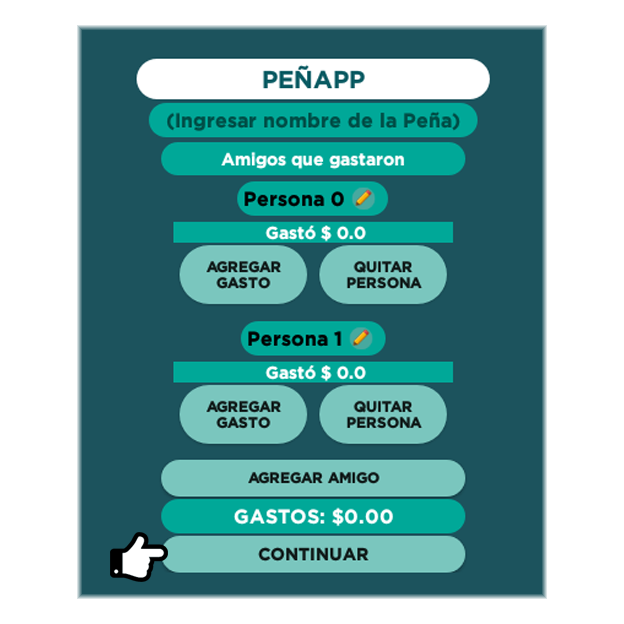 PEÑAPP
(Ingresar nombre de la Peña)
Amigos que gastaron
Persona 0
Gastó $ 0.0
AGREGAR GASTO
QUITAR PERSONA
Persona 1
Gastó $ 0.0
AGREGAR GASTO
QUITAR PERSONA
AGREGAR AMIGO
GASTOS: $0.00
CONTINUAR